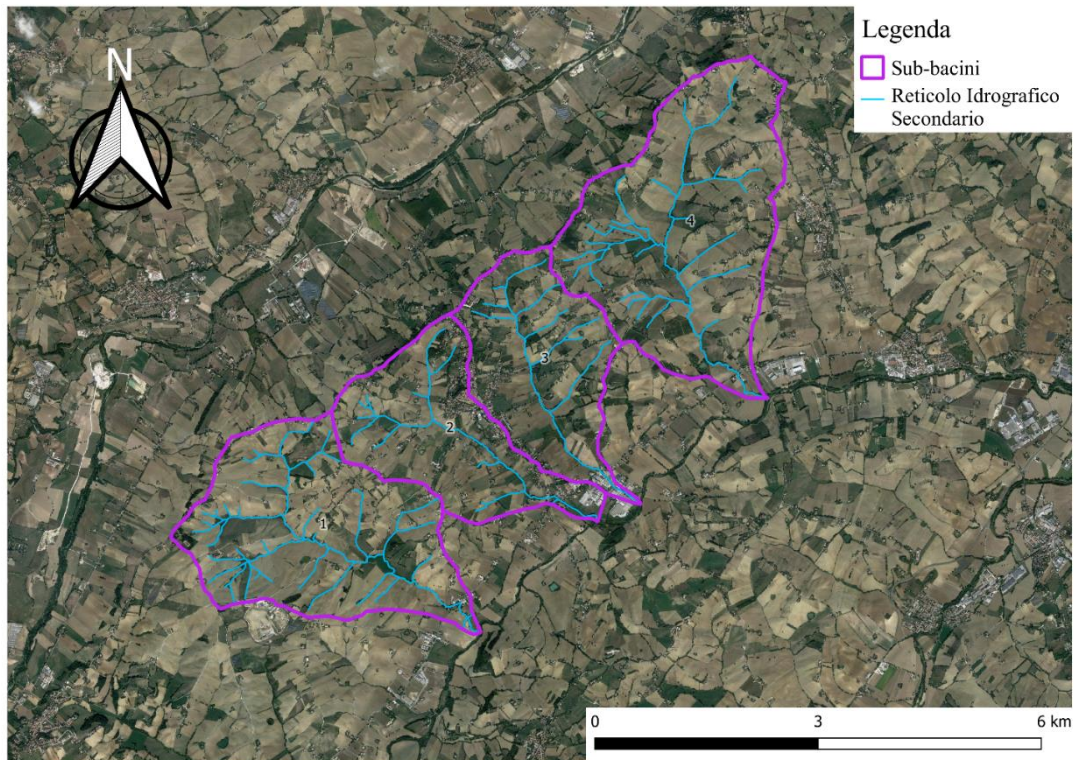 N
Legenda
Sub-bacini
Reticolo Idrografico
Secondario
4
3
2
1
0 3 6 km